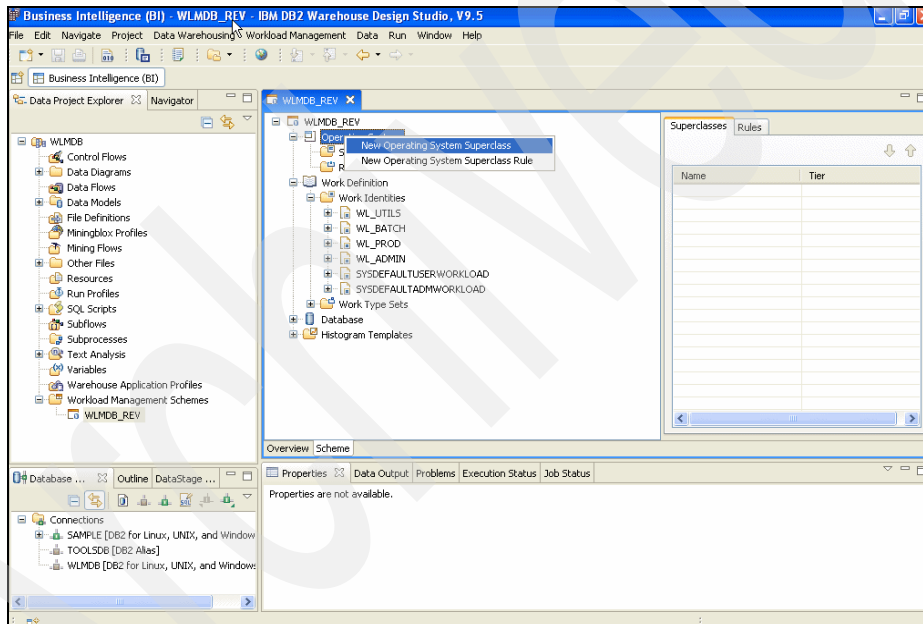 Business Intelligence (BI) - WLMDB_REV - IBM DB2 Warehouse Design Studio, V9.5
File Edit Navigate Project Data Warehousing Workload Management Data Run Window Help
Business Intelligence (BI)
Data Project Explorer Navigator
WLMDB
Control Flows
Data Diagrams
Data Flows
Data Models
File Definitions
Miningblox Profiles
Mining Flows
Other Files
Resources
Run Profiles
SQL Scripts
Subflows
Subprocesses
Text Analysis
Variables
Warehouse Application Profiles
Workload Management Schemes
WLMDB_REV
WLMDB_REV
WLMDB_REV
New Operating System Superclass
New Operating System Superclass Rule
Work Definition
Work Identities
WL_UTILS
WL_BATCH
WL_PROD
WL_ADMIN
SYSDEFAULTUSERWORKLOAD
SYSDEFAULTADMWORKLOAD
Work Type Sets
Database
Histogram Templates
Overview Scheme
Superclasses Rules
Name Tier
Database ... Outline DataStage ...
Connections
SAMPLE [DB2 for Linux, UNIX, and Window
TOOLSDB [DB2 Alias]
WLMDB [DB2 for Linux, UNIX, and Windows
Properties Data Output Problems Execution Status Job Status
Properties are not available.